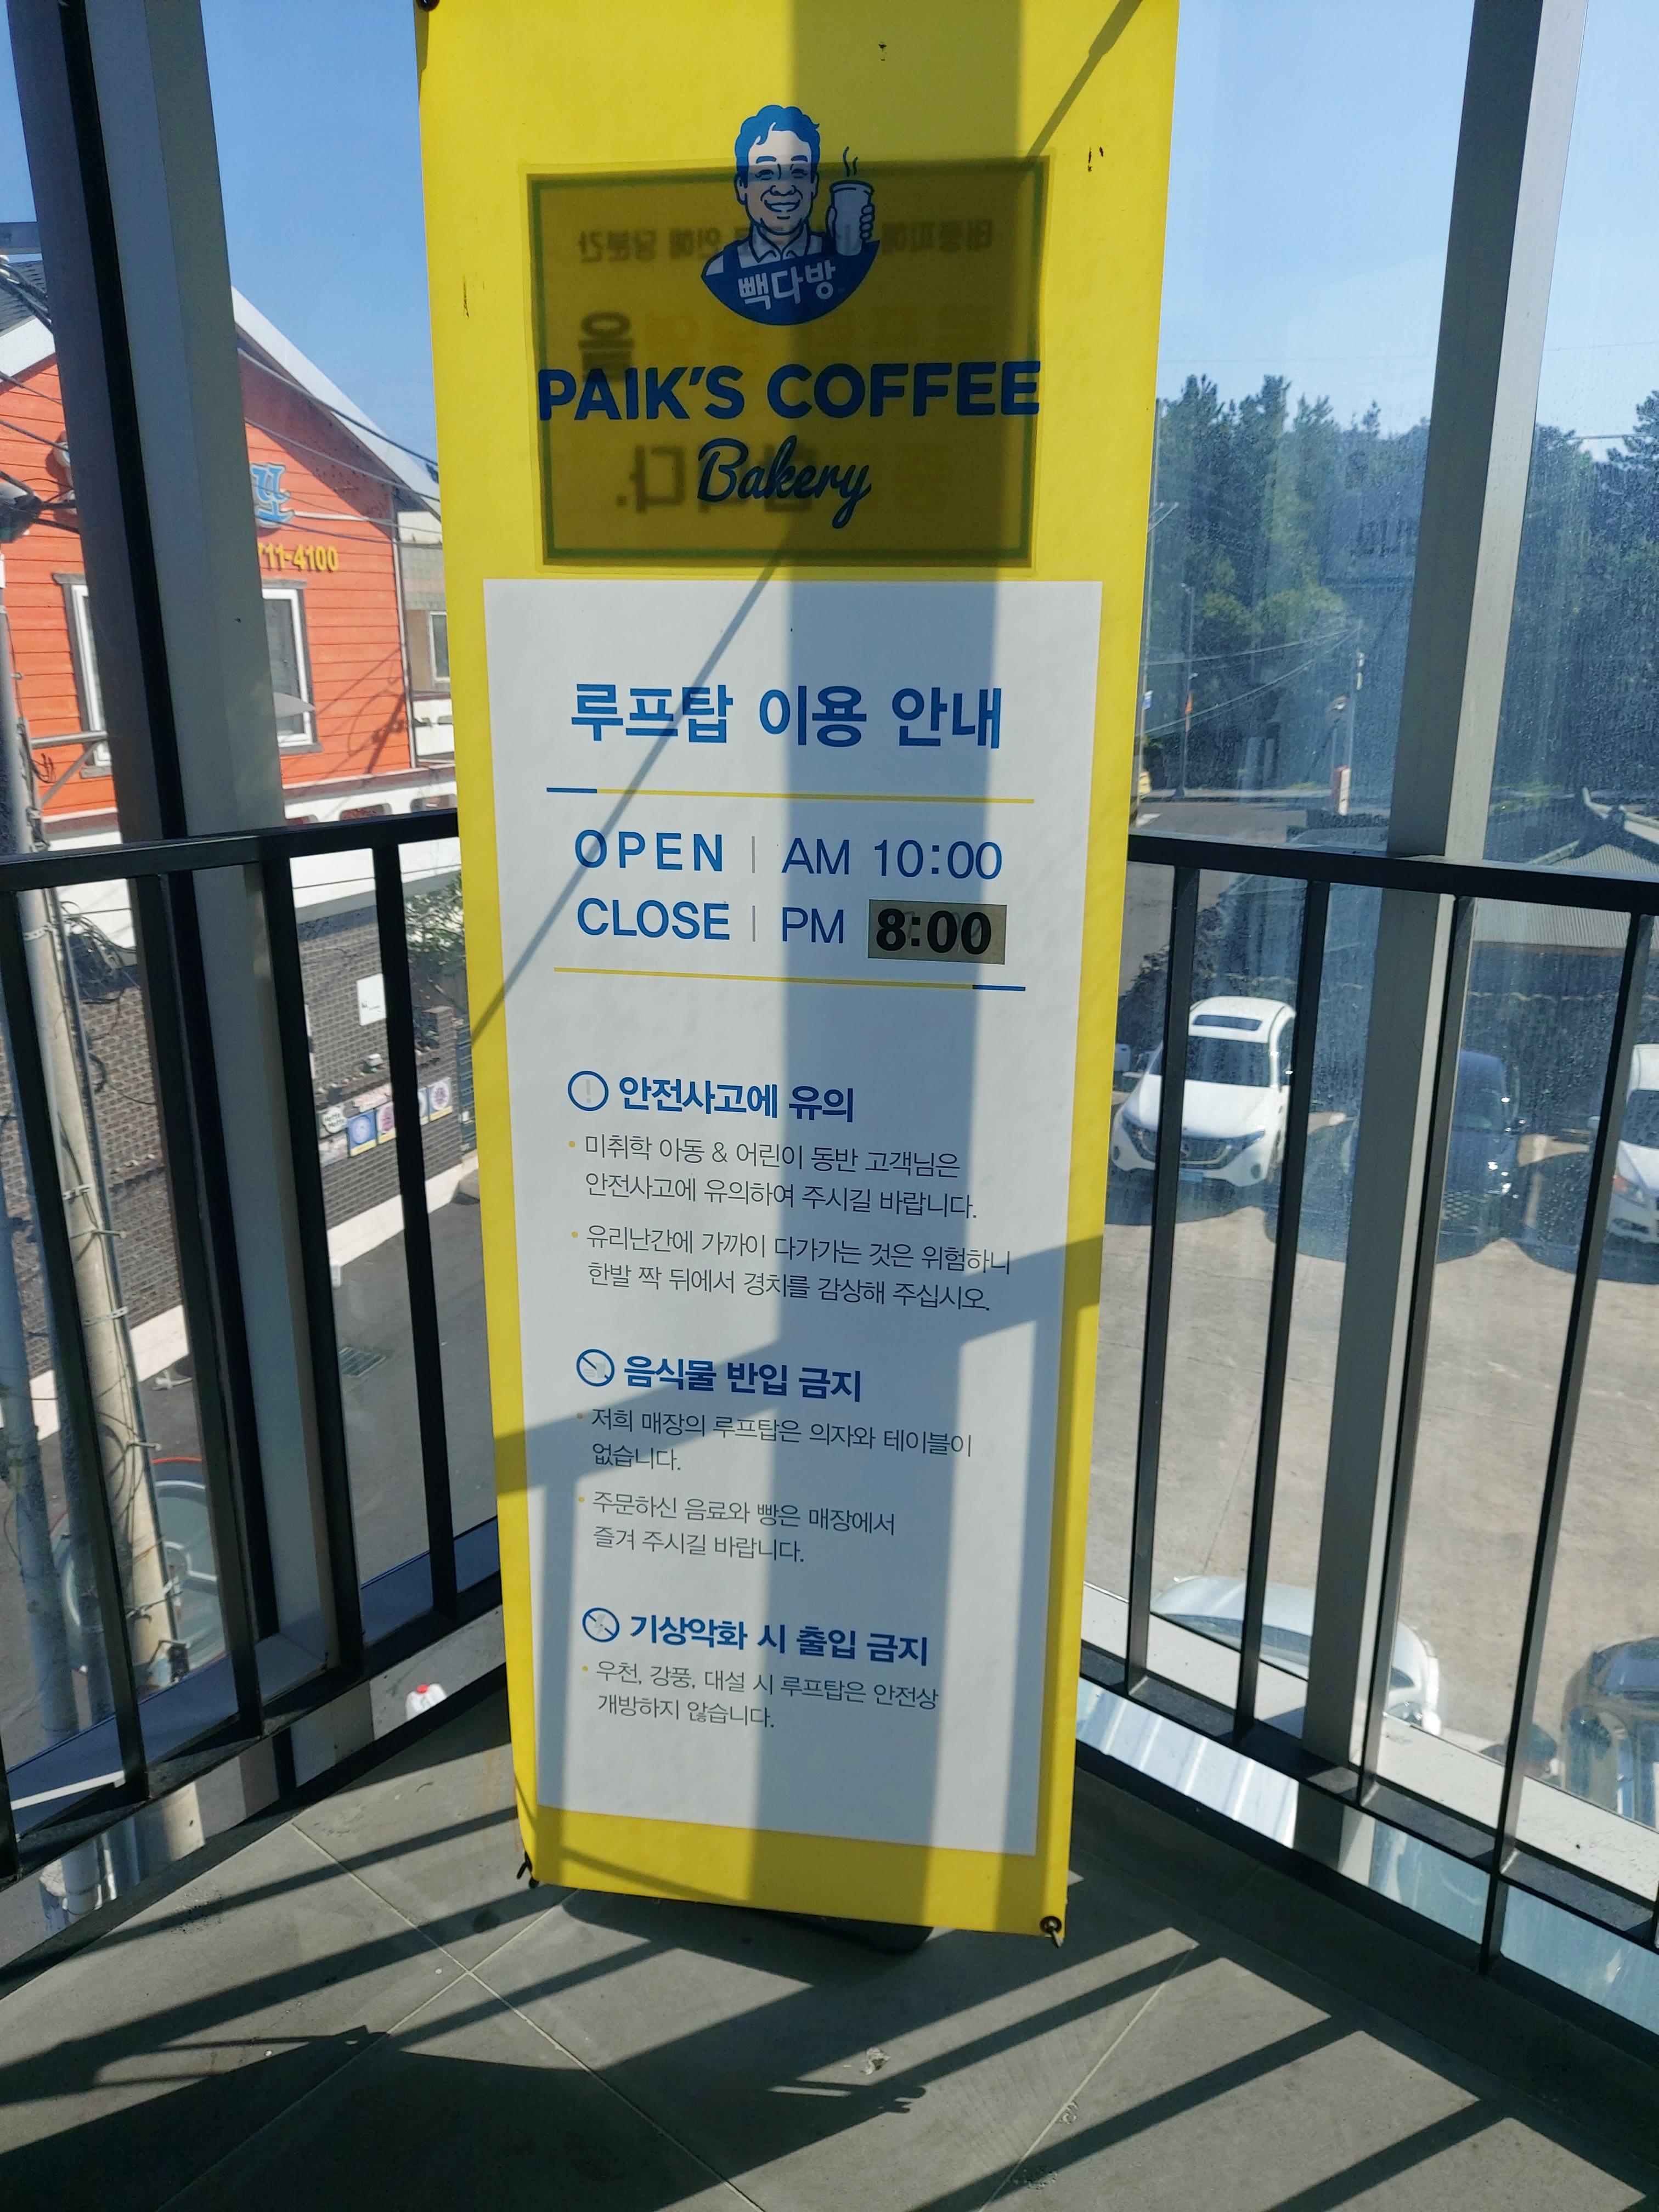 빽다방
PAIK'S COFFEE
Bakery
루프탑 이용 안내
OPEN | AM 10:00
CLOSE | PM 8:00
안전사고에 유의
• 미취학 아동 & 어린이 동반 고객님은
안전사고에 유의하여 주시길 바랍니다.
• 유리난간에 가까이 다가가는 것은 위험하니
한발 짝 뒤에서 경치를 감상해 주십시오.
음식물 반입 금지
• 저희 매장의 루프탑은 의자와 테이블이
없습니다.
• 주문하신 음료와 빵은 매장에서
즐겨 주시길 바랍니다.
기상악화 시 출입 금지
• 우천, 강풍, 대설 시 루프탑은 안전상
개방하지 않습니다.
711-4100